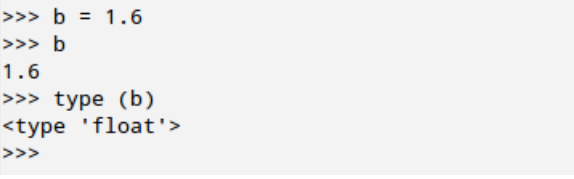 >>> b = 1.6
>>> b
1.6
>>> type (b)
<type 'float'>
>>>